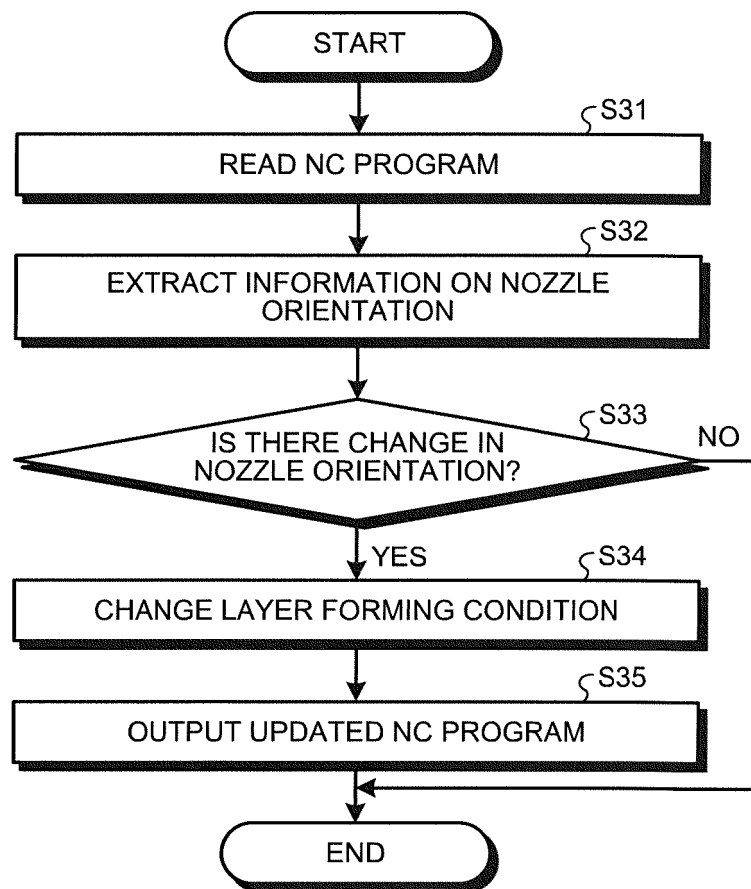 START
S31
READ NC PROGRAM
S32
EXTRACT INFORMATION ON NOZZLE
ORIENTATION
S33
IS THERE CHANGE IN
NOZZLE ORIENTATION?
NO
YES
S34
CHANGE LAYER FORMING CONDITION
S35
OUTPUT UPDATED NC PROGRAM
END